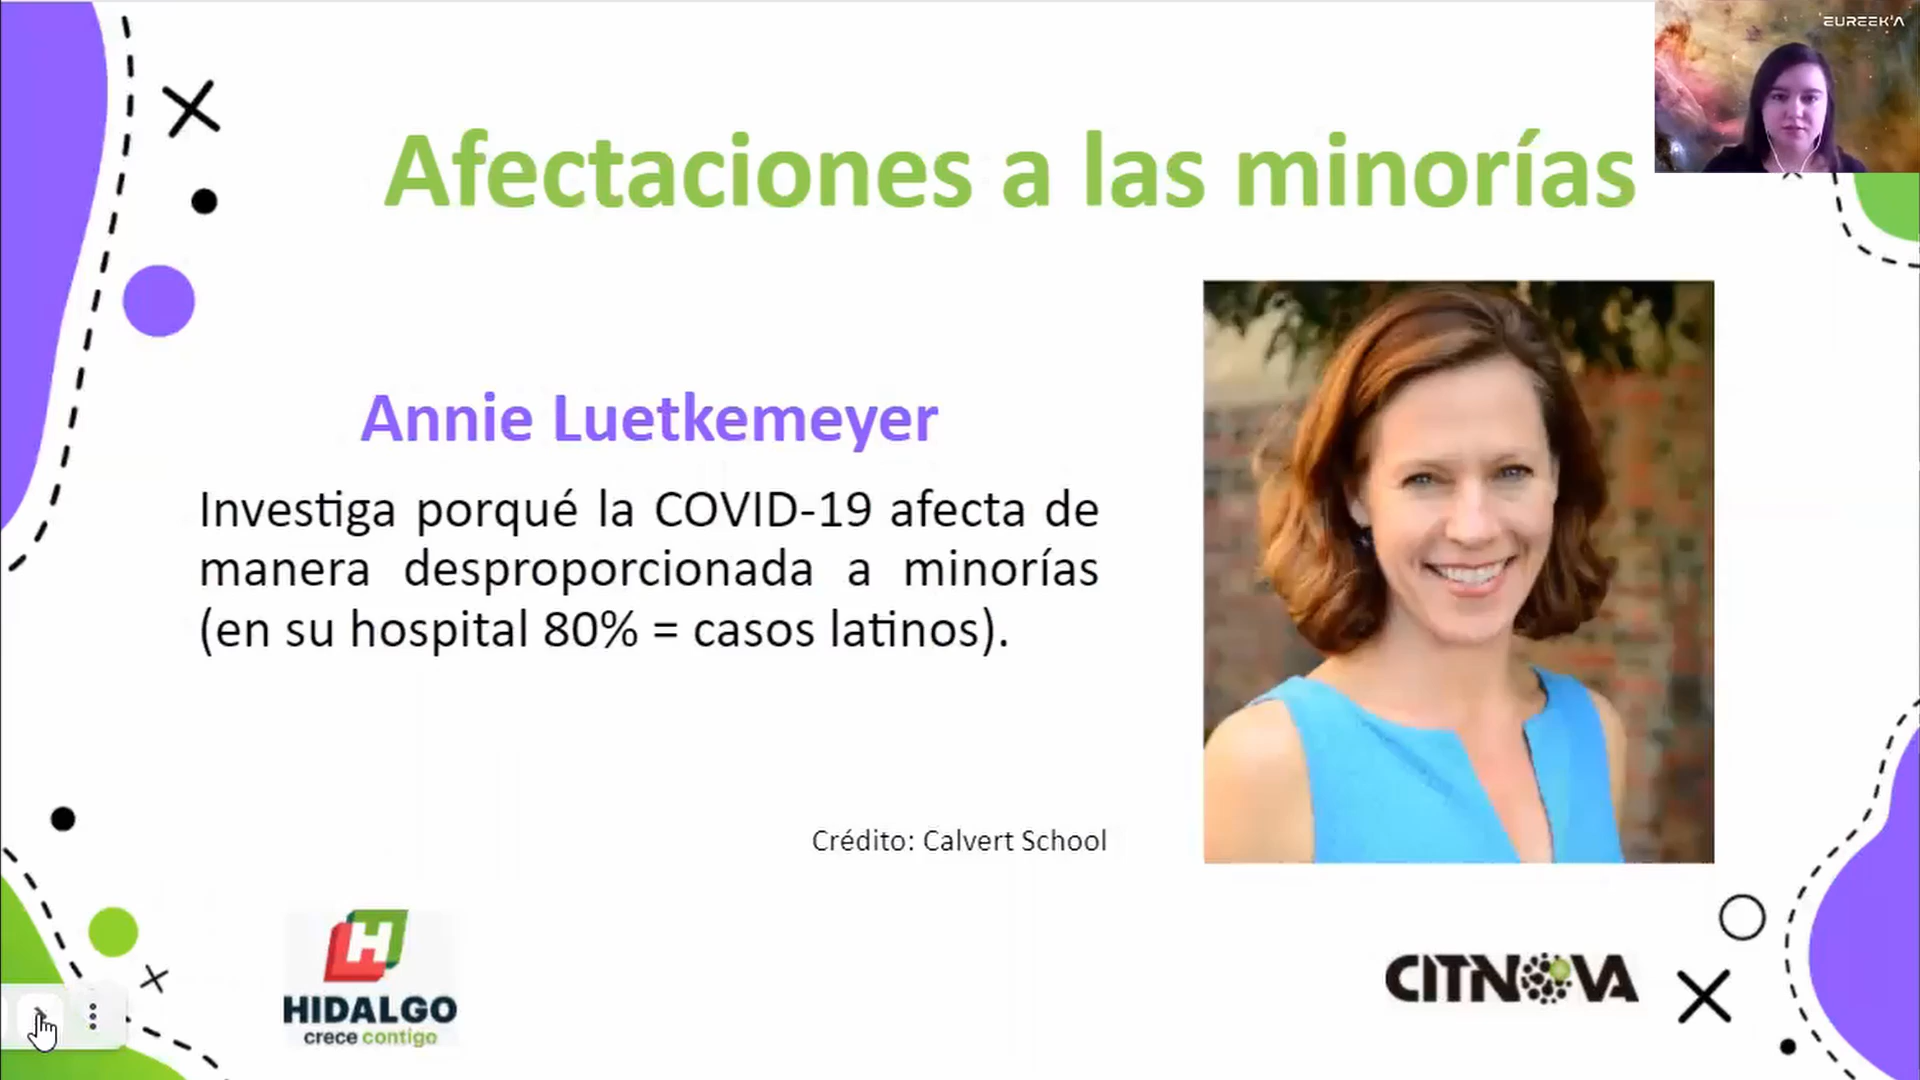 EUREEK'A
Afectaciones a las minorías
Annie Luetkemeyer
Investiga porqué la COVID-19 afecta de
manera desproporcionada a minorías
(en su hospital 80% = casos latinos).
Crédito: Calvert School
H
HIDALGO
crece contigo
CITNOVA